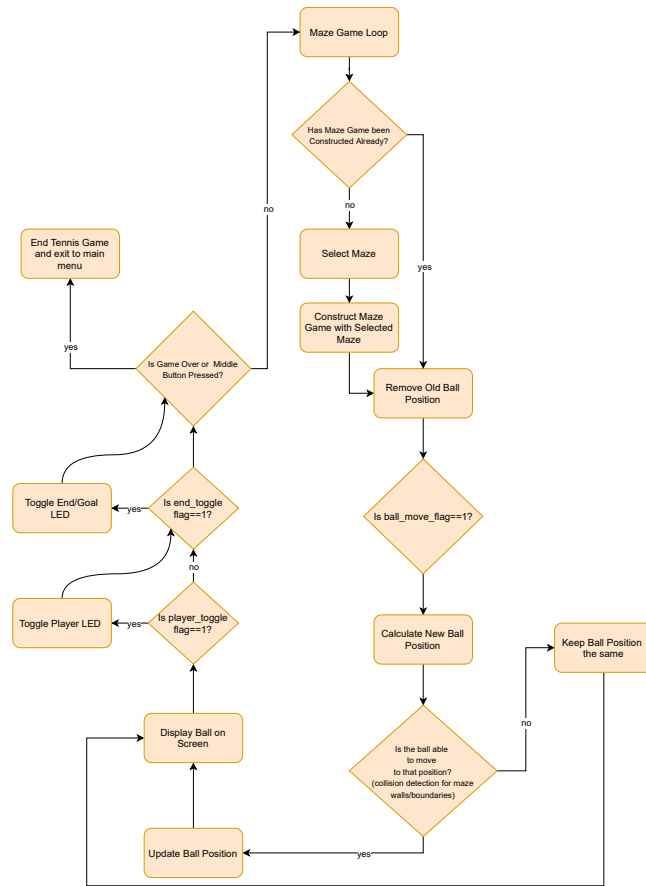 Maze Game Loop
Has Maze Game been
Constructed Already?
no
yes
no
Select Maze
End Tennis Game
and exit to main
menu
Construct Maze
Game with Selected
Maze
yes
Is Game Over or Middle
Button Pressed?
Remove Old Ball
Position
Toggle End/Goal
LED
yes
Is end_toggle
flag==1?
Is ball_move_flag==1?
no
Toggle Player LED
yes
Is player_toggle
flag==1?
Calculate New Ball
Position
Keep Ball Position
the same
no
Display Ball on
Screen
Is the ball able
to move
to that position?
(collision detection for maze
walls/boundaries)
Update Ball Position
yes